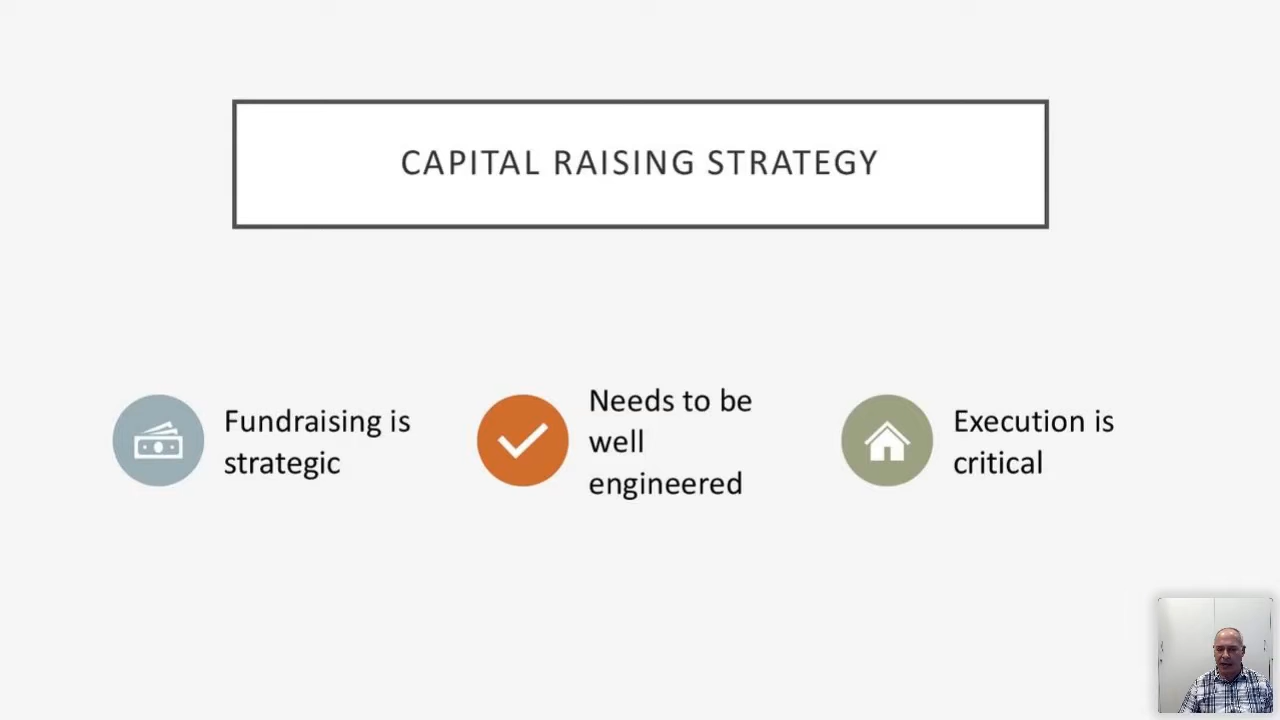 CAPITAL RAISING STRATEGY
Fundraising is
strategic
Needs to be
well
engineered
Execution is
critical